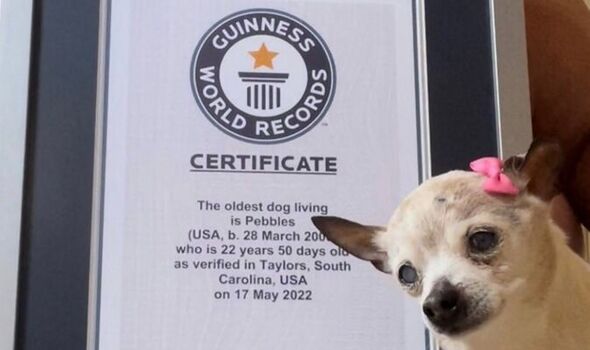 GUINNESS
WORLD RECORDS
CERTIFICATE
The oldest dog living
is Pebbles
(USA, b. 28 March
who is 22 years 50 days
as verified in Taylors, South
Carolina, USA
on 17 May 2022